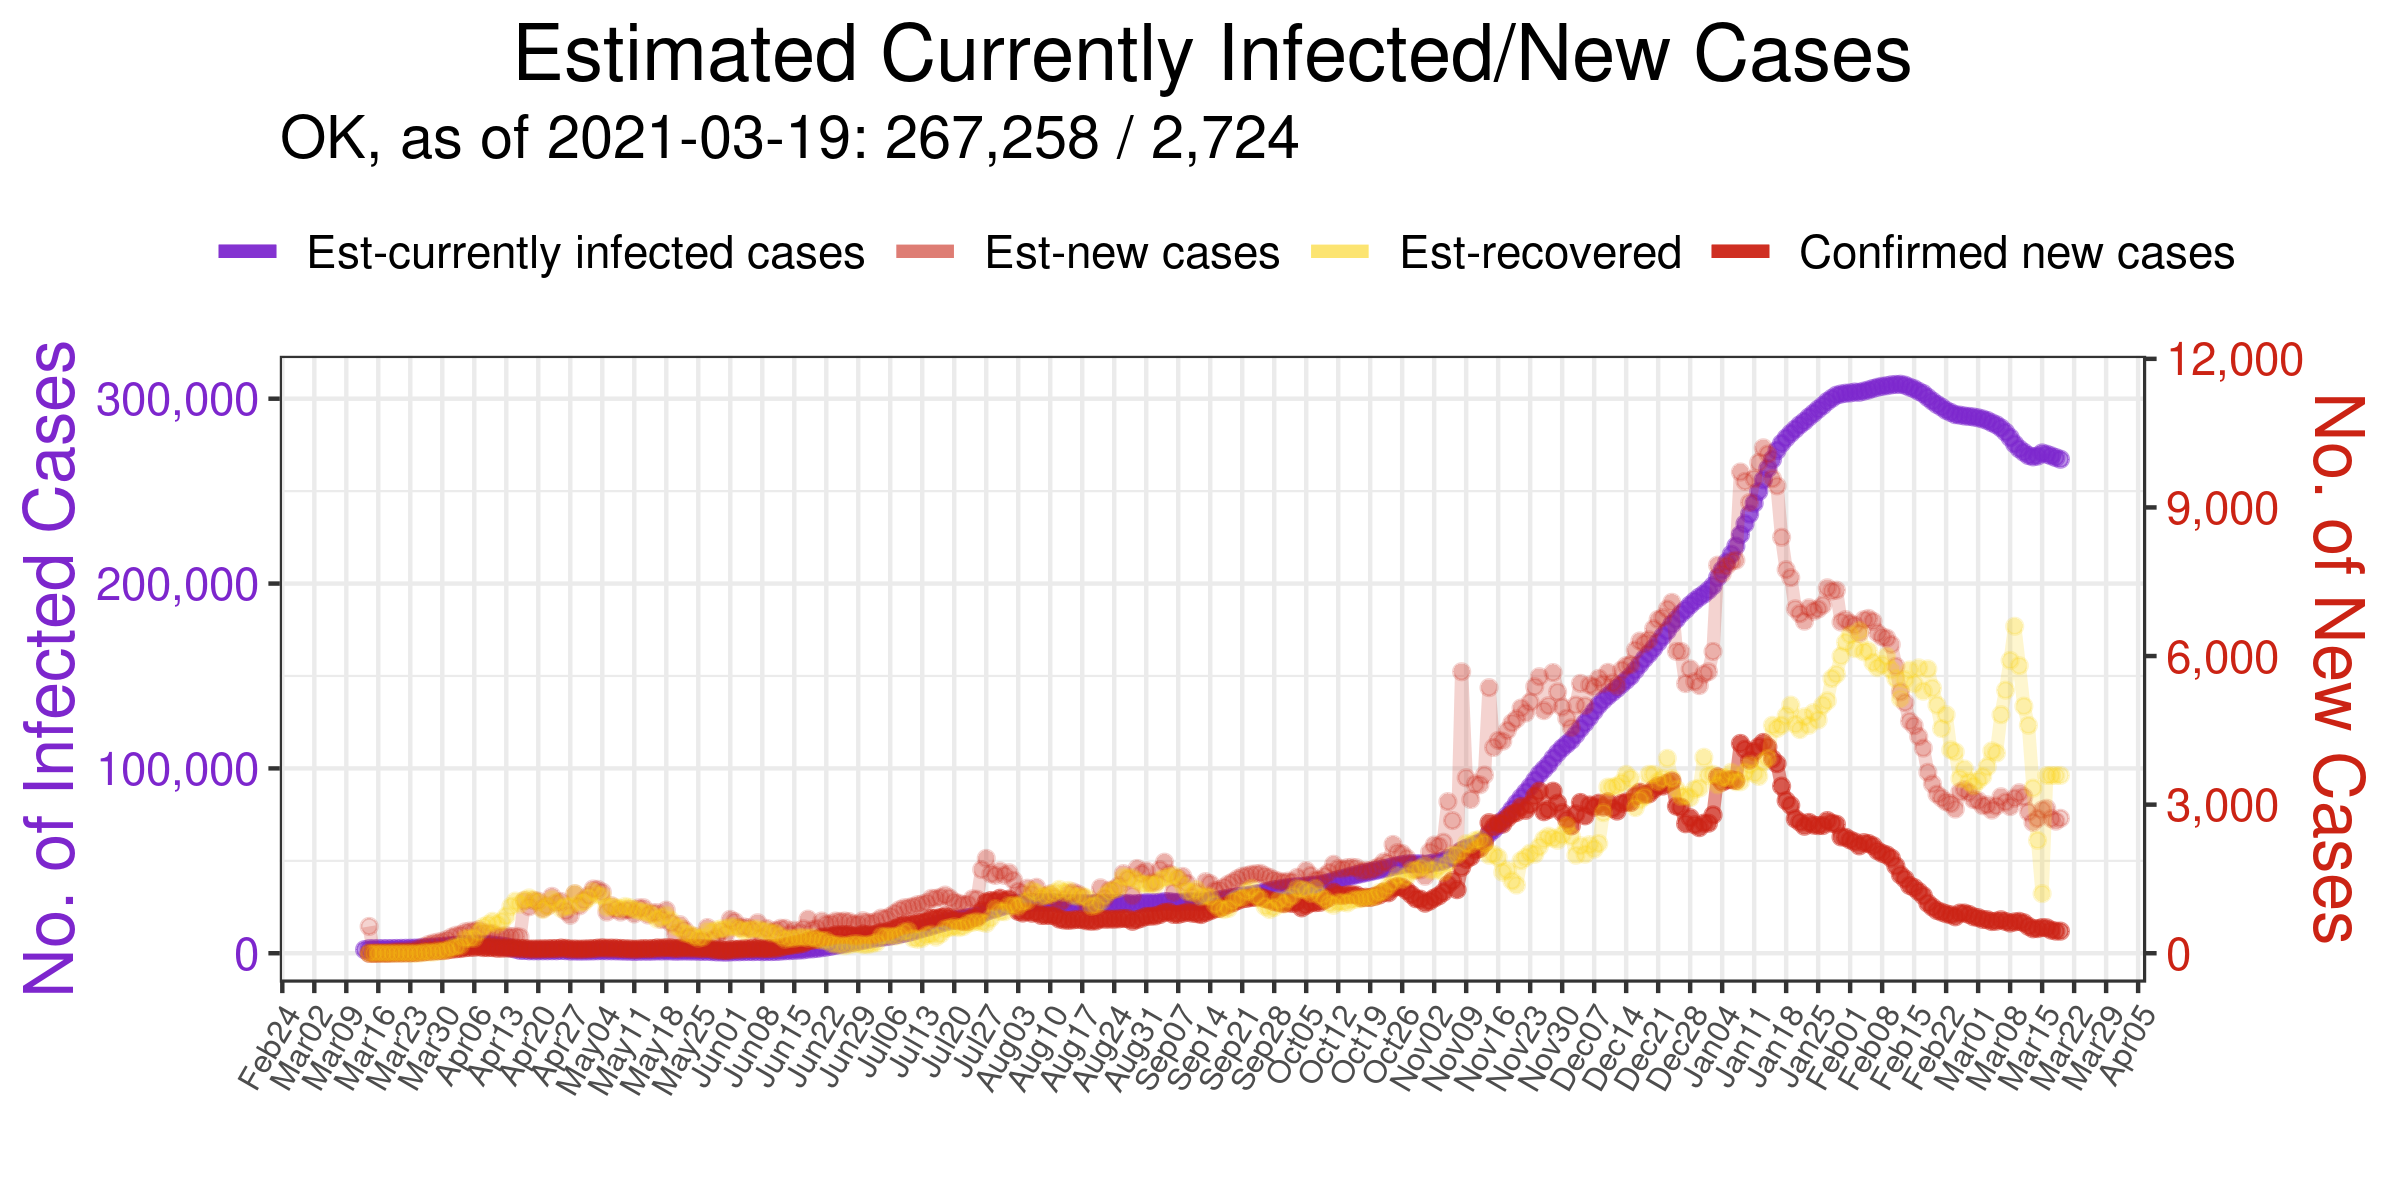 Estimated Currently Infected/New Cases
OK, as of 2021-03-19: 267,258 / 2,724
Est-currently infected cases Est-new cases Est-recovered Confirmed new cases
No. of Infected Cases
300,000
200,000
100,000
0
12,000
9,000
6,000
3,000
0
No. of New Cases
Feb24 Mar02 Mar09 Mar16 Mar23 Mar30 Apr06 Apr13 Apr20 Apr27 May04 May11 May18 May25 Jun01 Jun08 Jun15 Jun22 Jun29 Jul06 Jul13 Jul20 Jul27 Aug03 Aug10 Aug17 Aug24 Aug31 Sep07 Sep14 Sep21 Sep28 Oct05 Oct12 Oct19 Oct26 Nov02 Nov09 Nov16 Nov23 Nov30 Dec07 Dec14 Dec21 Dec28 Jan04 Jan11 Jan18 Jan25 Feb01 Feb08 Feb15 Feb22 Mar01 Mar08 Mar15 Mar22 Mar29 Apr05